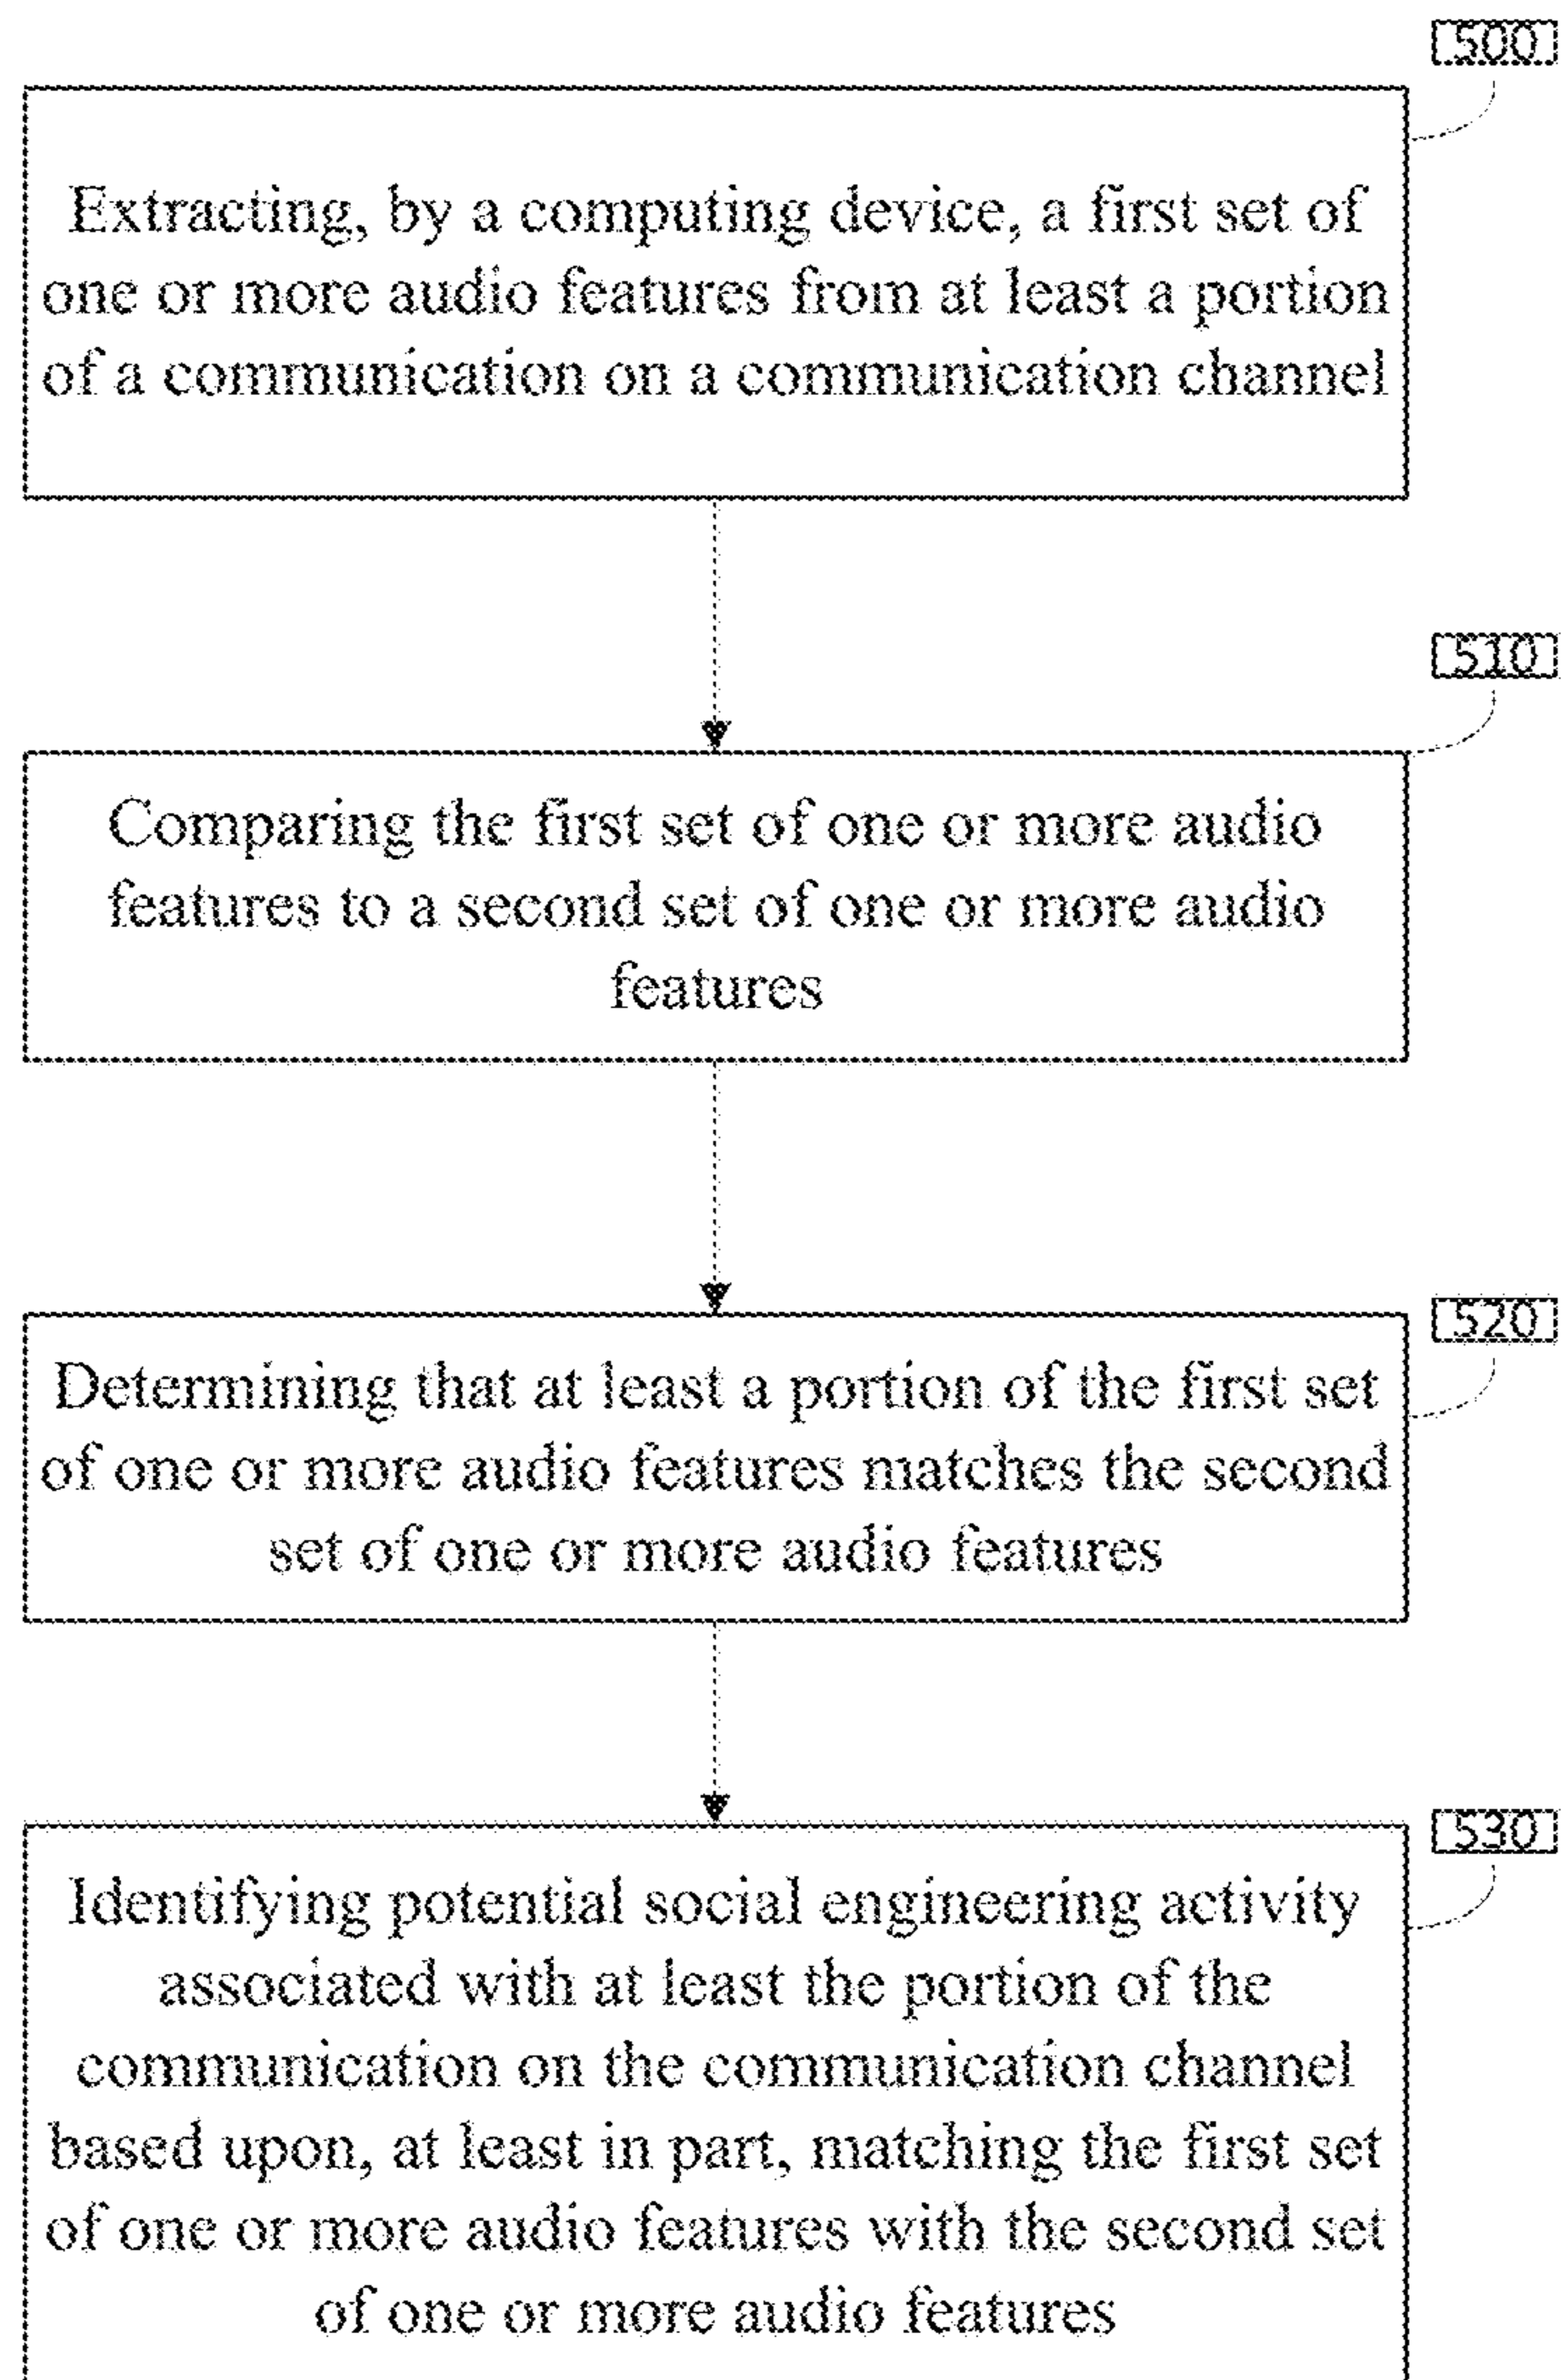 500
Extracting, by a computing device, a first set of
one or more audio features from at least a portion
of a communication on a communication channel
510
Comparing the first set of one or more audio
features to a second set of one or more audio
features
520
Determining that at least a portion of the first set
of one or more audio features matches the second
set of one or more audio features
530
Identifying potential social engineering activity
associated with at least the portion of the
communication on the communication channel
based upon, at least in part, matching the first set
of one or more audio features with the second set
of one or more audio features